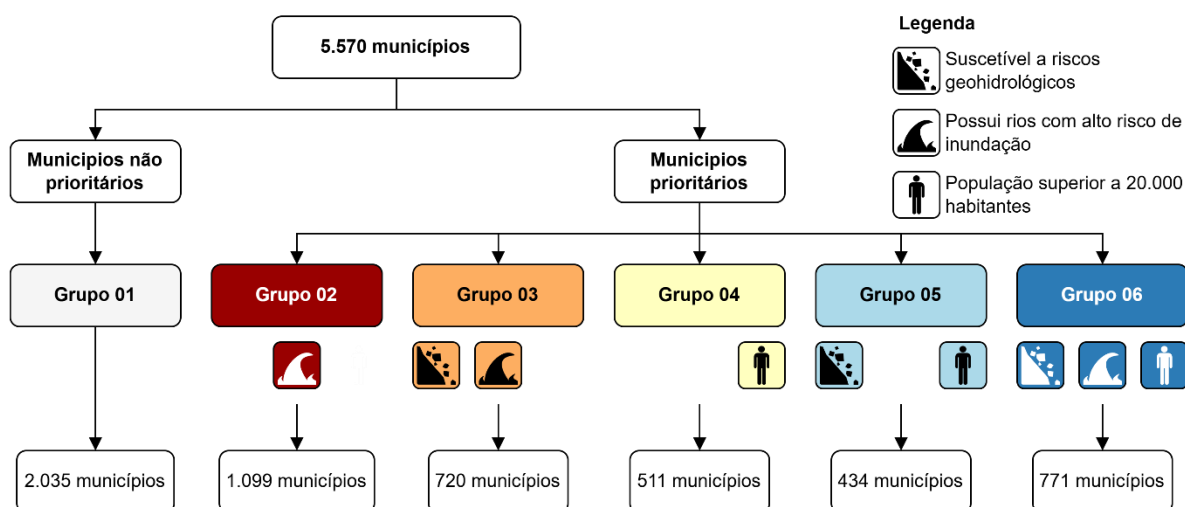 5.570 municípios
Legenda
Suscetível a riscos
geohidrológicos
Possui rios com alto risco de
inundação
População superior a 20.000
habitantes
Municipios não
prioritários
Municipios
prioritários
Grupo 01
Grupo 02
Grupo 03
Grupo 04
Grupo 05
Grupo 06
2.035 municípios
1.099 municípios
720 municípios
511 municípios
434 municípios
771 municípios